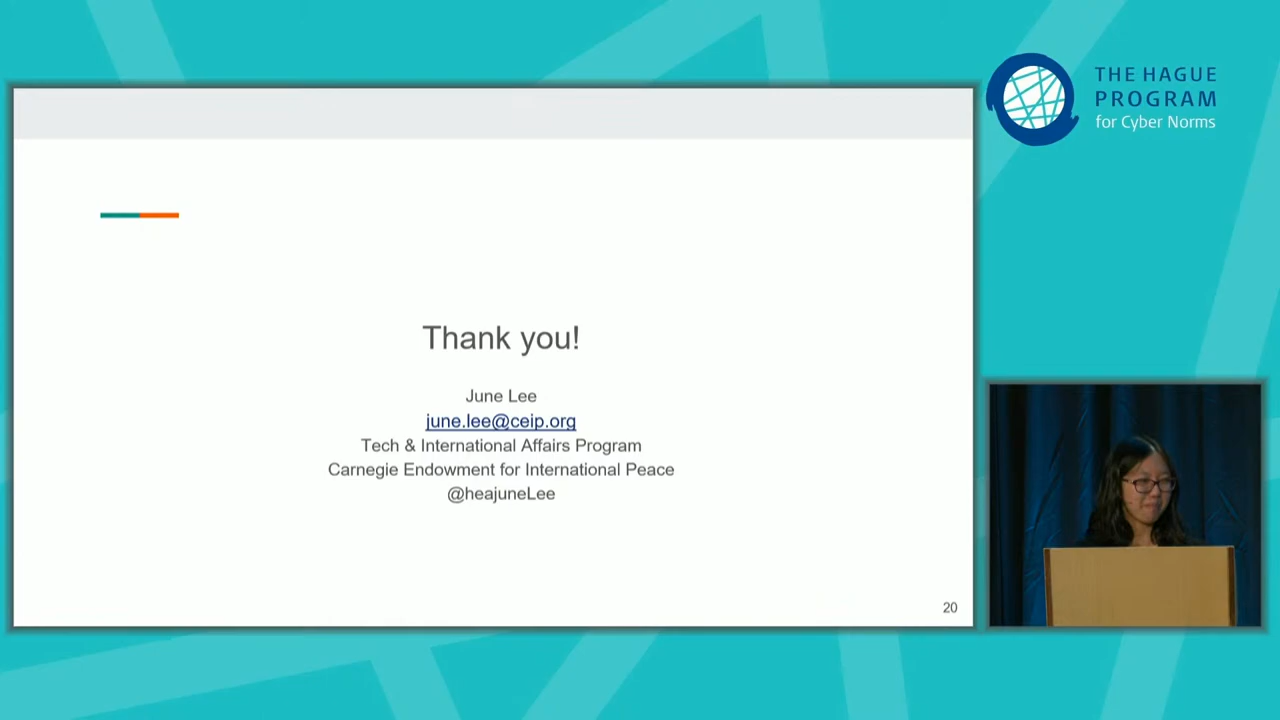 THE HAGUE
PROGRAM
for Cyber Norms
Thank you!
June Lee
june.lee@ceip.org
Tech & International Affairs Program
Carnegie Endowment for International Peace
@heajuneLee
20